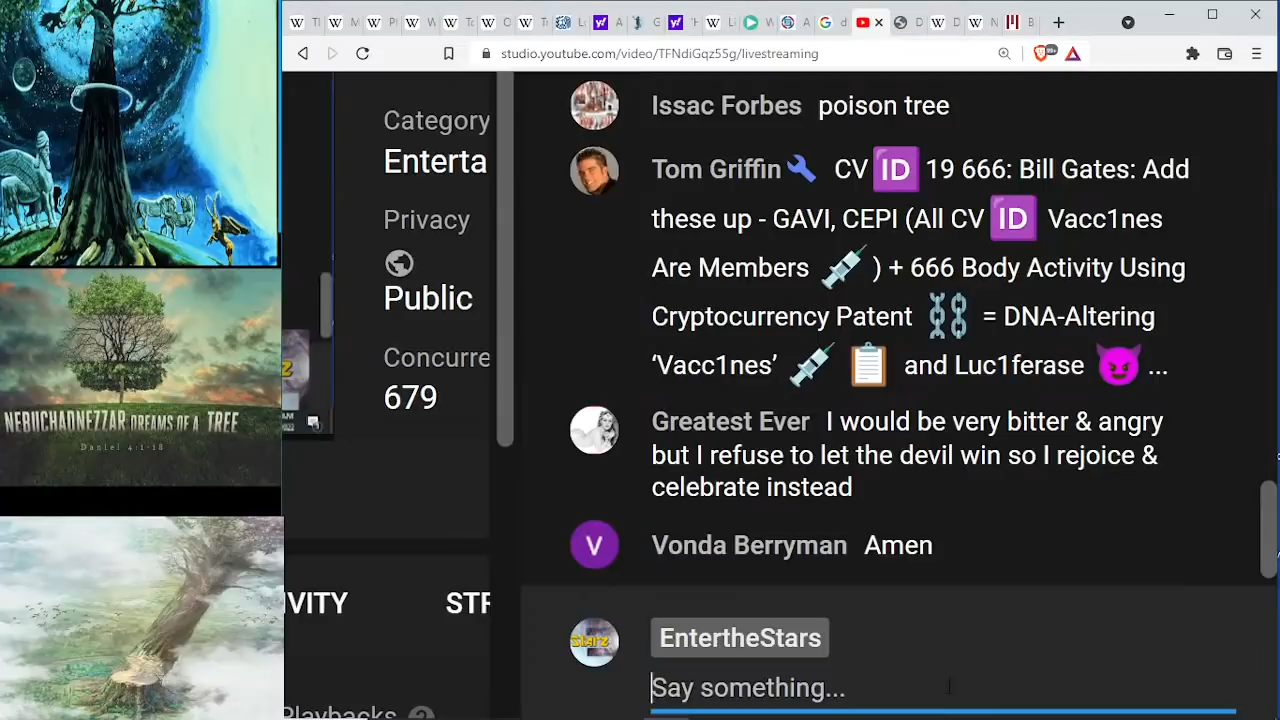 studio.youtube.com/video/TFNdiGqz55g/livestreaming
Category
Enterta
Privacy
Public
Concurre
679
IVITY STR
Playbacks
NEBUCHADNEZZAR DREAMS OF A TREE
Daniel 4:1-18
Issac Forbes poison tree
Tom Griffin🔧 CV 🆔 19 666: Bill Gates: Add
these up - GAVI, CEPI (All CV 🆔 Vacc1nes
Are Members 💉 ) + 666 Body Activity Using
Cryptocurrency Patent ⛓ = DNA-Altering
‘Vacc1nes’ 💉 📋 and Luc1ferase 😈 ...
Greatest Ever I would be very bitter & angry
but I refuse to let the devil win so I rejoice &
celebrate instead
V Vonda Berryman Amen
EntertheStars
Say something...